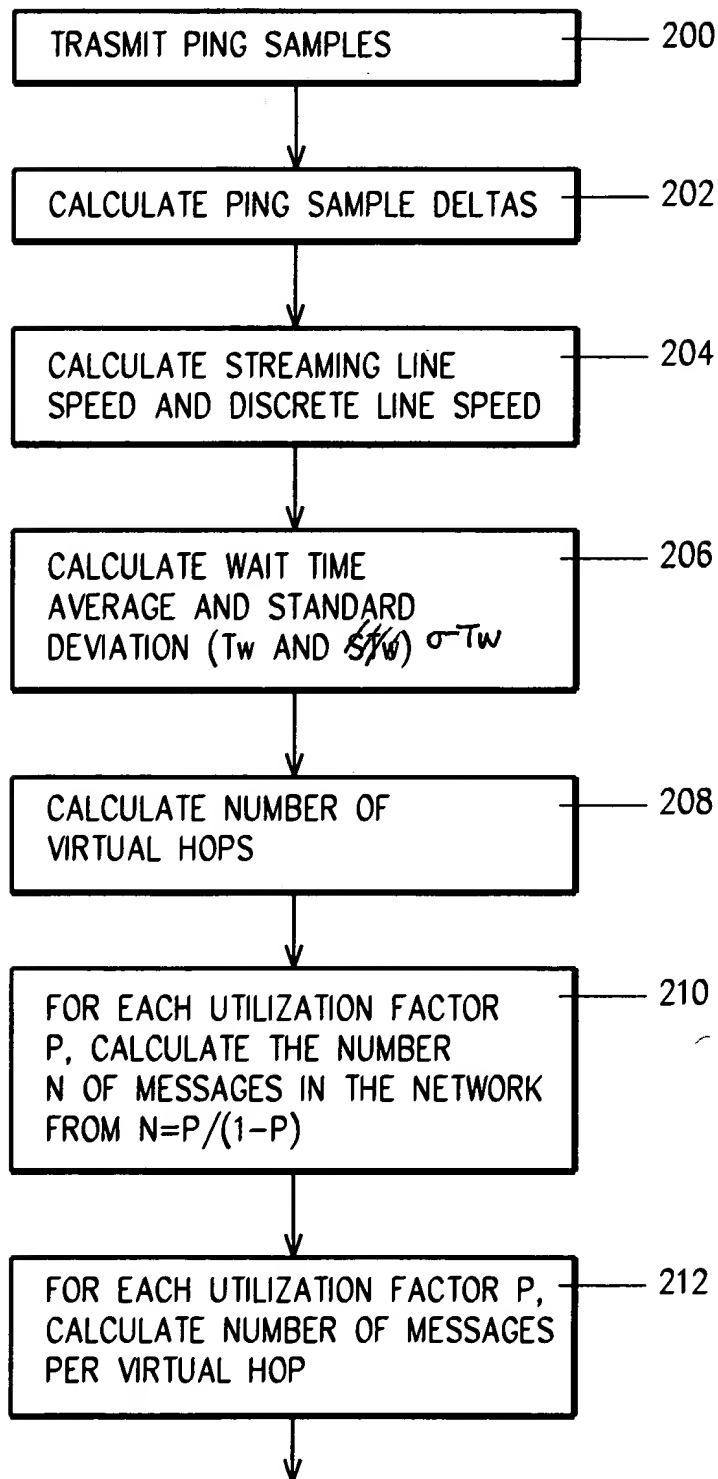 TRASMIT PING SAMPLES
200
CALCULATE PING SAMPLE DELTAS
202
CALCULATE STREAMING LINE
SPEED AND DISCRETE LINE SPEED
204
CALCULATE WAIT TIME
AVERAGE AND STANDARD
DEVIATION (Tw AND STw) σ-Tw
206
CALCULATE NUMBER OF
VIRTUAL HOPS
208
FOR EACH UTILIZATION FACTOR
P, CALCULATE THE NUMBER
N OF MESSAGES IN THE NETWORK
FROM N=P/(1-P)
210
FOR EACH UTILIZATION FACTOR P,
CALCULATE NUMBER OF MESSAGES
PER VIRTUAL HOP
212